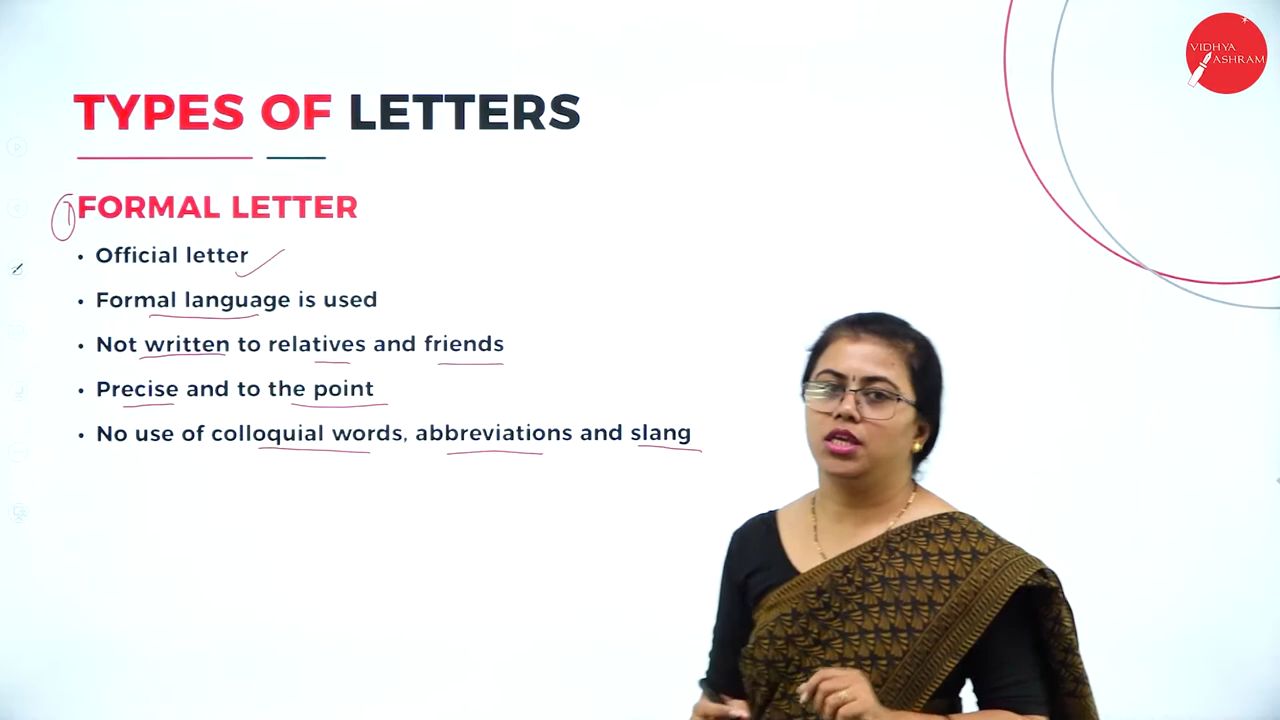 VIDHYA
ASHRAM
TYPES OF LETTERS
1 FORMAL LETTER
• Official letter
• Formal language is used
• Not written to relatives and friends
• Precise and to the point
• No use of colloquial words, abbreviations and slang